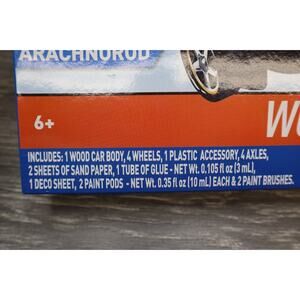 ARACHNOROD
6+
INCLUDES: 1 WOOD CAR BODY, 4 WHEELS, 1 PLASTIC ACCESSORY, 4 AXLES,
2 SHEETS OF SAND PAPER, 1 TUBE OF GLUE - NET WT. 0.105 fl oz (3 mL),
1 DECO SHEET, 2 PAINT PODS - NET WT. 0.35 fl oz (10 mL) EACH & 2 PAINT BRUSHES.